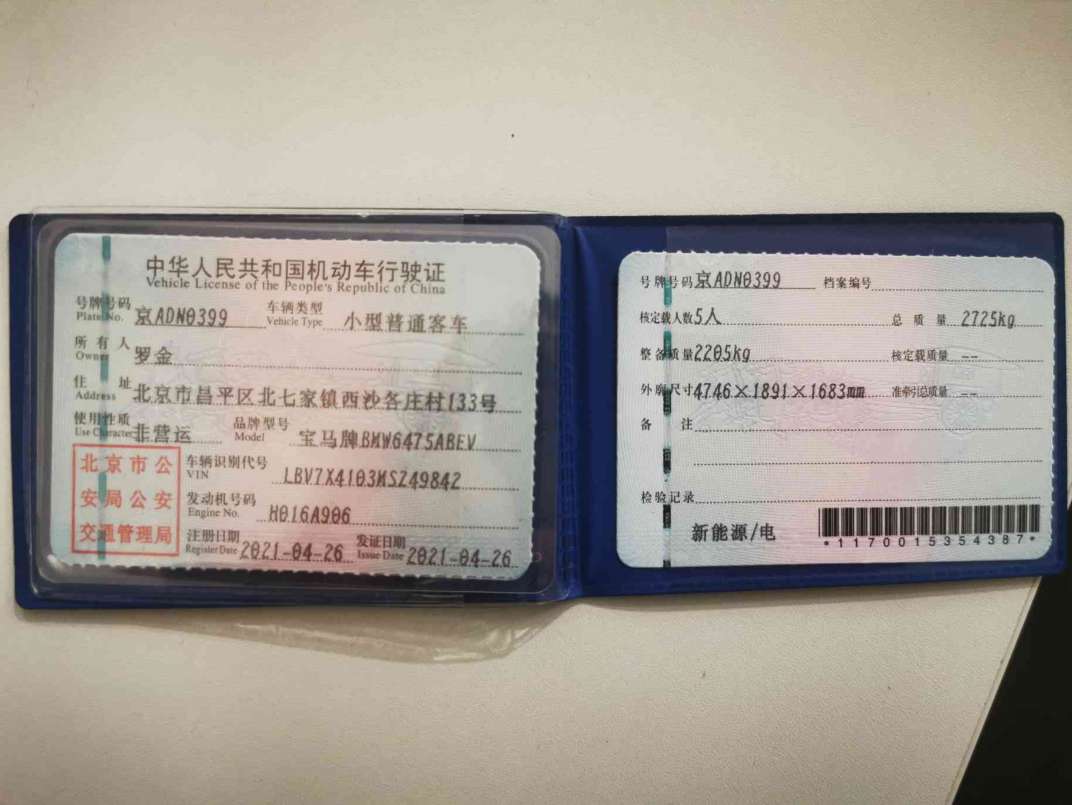 中华人民共和国机动车行驶证
Vehicle License of the People's Republic of China
号牌号码 京ADN0399 车辆类型 小型普通客车
Plate No. Vehicle Type
所有人 罗金
Owner
住址 北京市昌平区北七家镇西沙各庄村133号
Address
使用性质 非营运 品牌型号 宝马牌BMW6475ABEV
Use Character Model
北京市公安局公安交通管理局
车辆识别代号 LBV7X4103MSZ49842
VIN
发动机号码 H016A906
Engine No.
注册日期 2021-04-26 发证日期 2021-04-26
Register Date Issue Date
号牌号码 京ADN0399 档案编号
核定载人数 5人 总质量 2725kg
整备质量 2205kg 核定载质量 --
外廓尺寸 4746×1891×1683mm 准牵引总质量 --
备注
检验记录
新能源/电
*1170015354387*